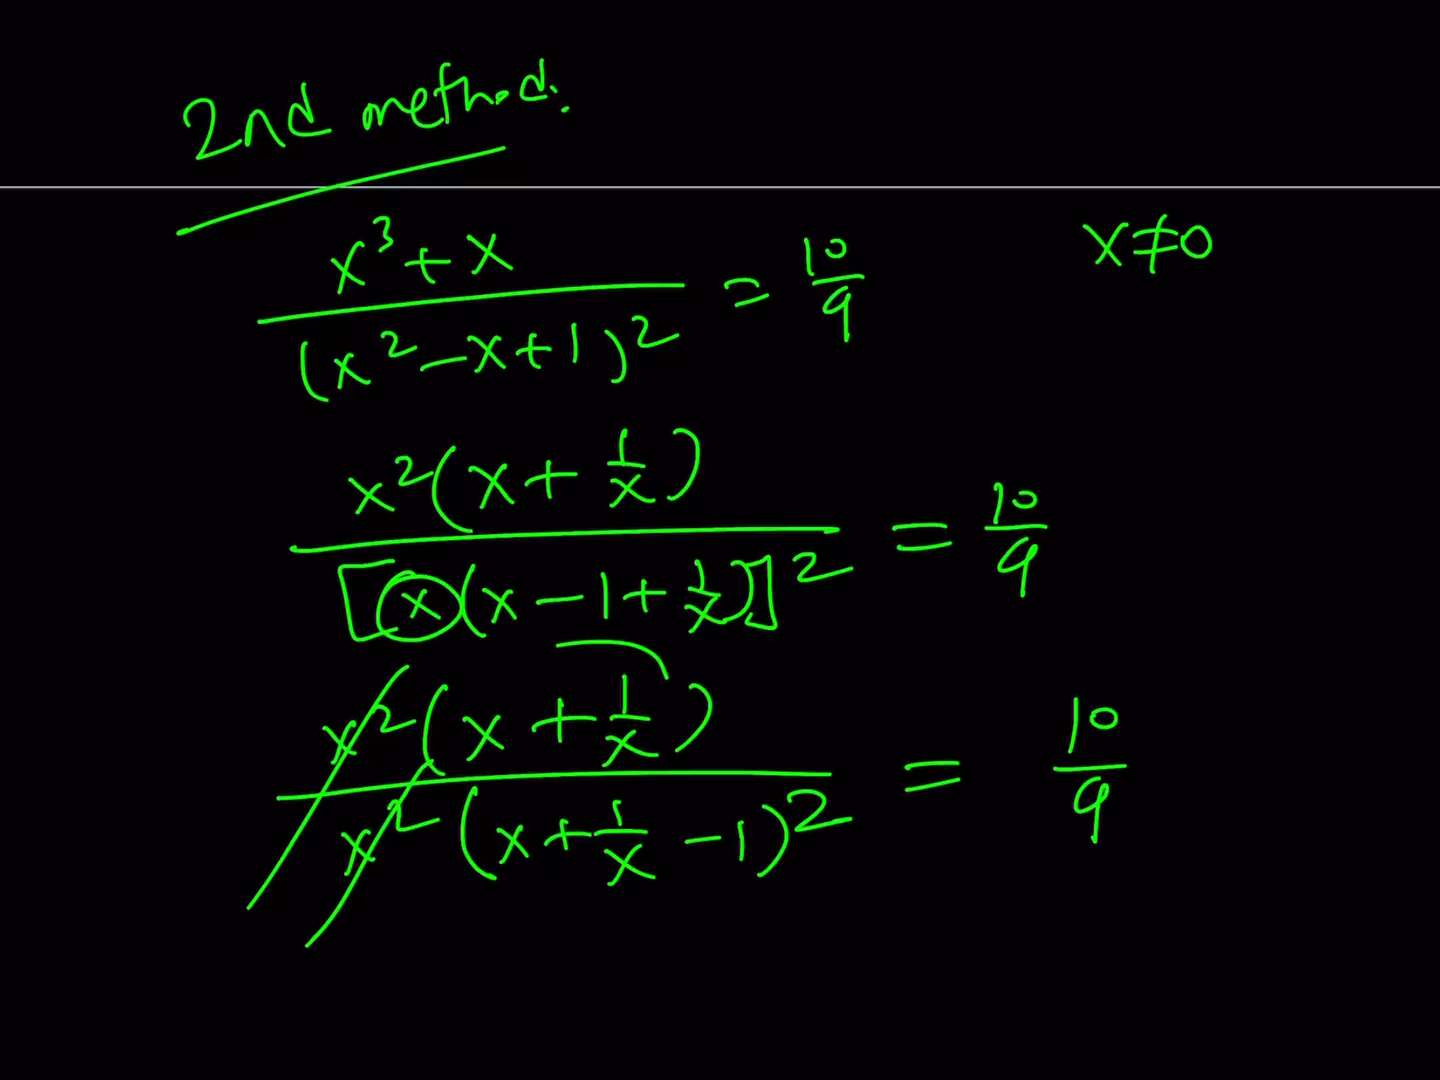 2nd method.
x³ + x / (x² - x + 1)² = 10/9 x ≠ 0
x²(x + 1/x) / [x(x - 1 + 1/x)]² = 10/9
x²(x + 1/x) / x²(x + 1/x - 1)² = 10/9